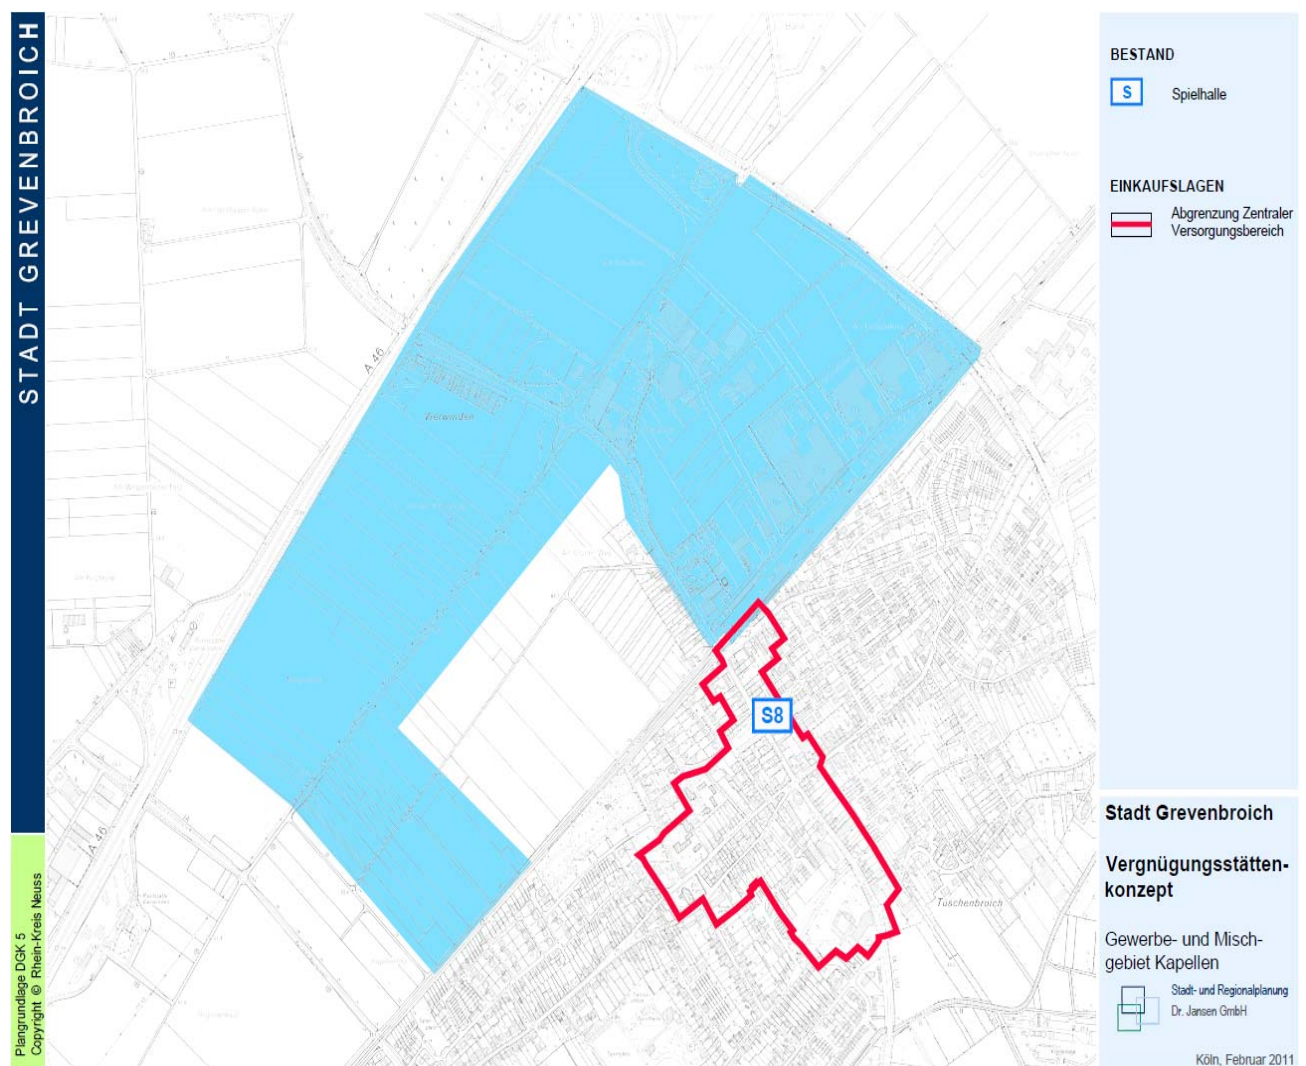 STADT GREVENBROICH
Plangrundlage DGK 5
Copyright © Rhein-Kreis Neuss
A 46
A 46
S8
Tüschenbroich
BESTAND
S
Spielhalle
EINKAUFSLAGEN
Abgrenzung Zentraler
Versorgungsbereich
Stadt Grevenbroich
Vergnügungsstätten-
konzept
Gewerbe- und Misch-
gebiet Kapellen
Stadt- und Regionalplanung
Dr. Jansen GmbH
Köln, Februar 2011